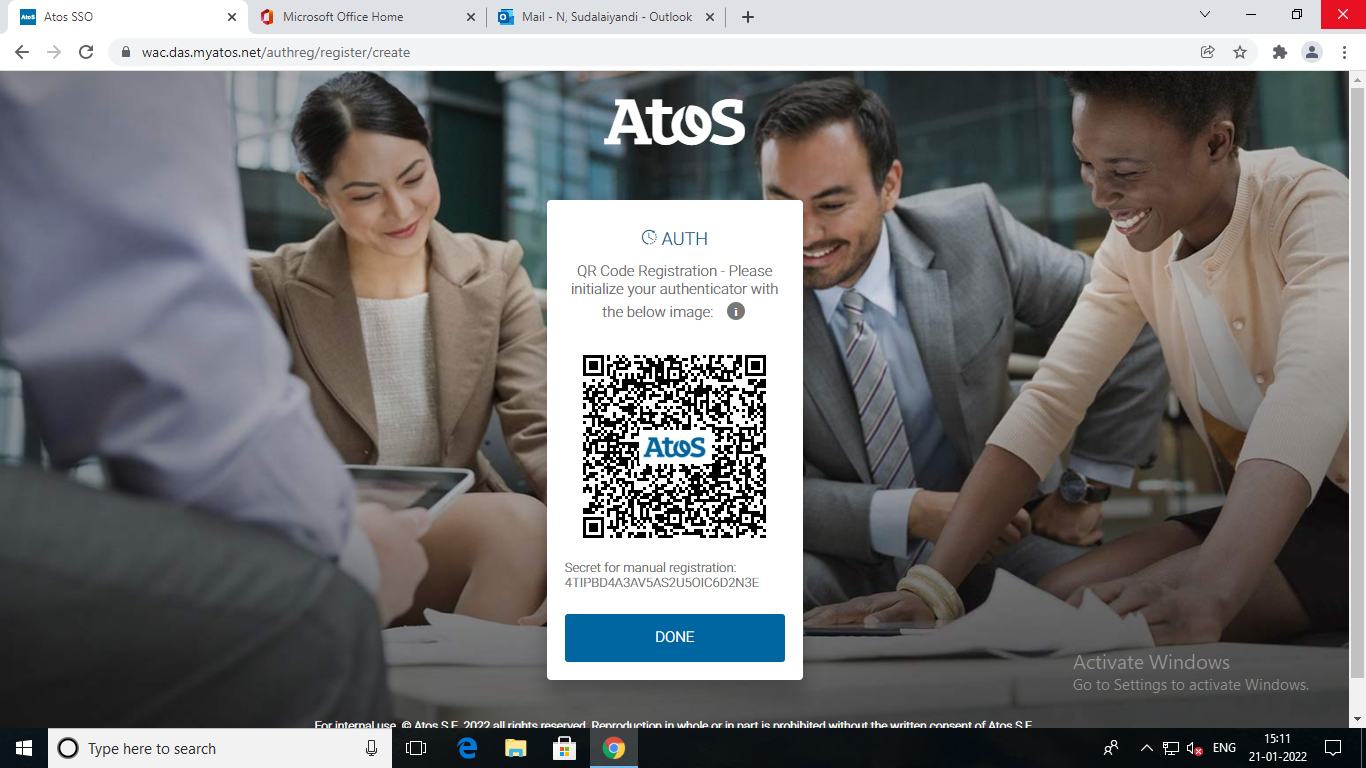 Atos
Atos SSO
Microsoft Office Home
Mail - N, Sudalaiyandi - Outlook
wac.das.myatos.net/authreg/register/create
Atos
AUTH
QR Code Registration - Please
initialize your authenticator with
the below image: i
Atos
Secret for manual registration:
4TIPBD4A3AV5AS2U5OIC6D2N3E
DONE
Activate Windows
Go to Settings to activate Windows.
For internal use. © Atos S.E. 2022 all rights reserved. Reproduction in whole or in part is prohibited without the written consent of Atos S.E.
Type here to search
ENG
15:11
21-01-2022